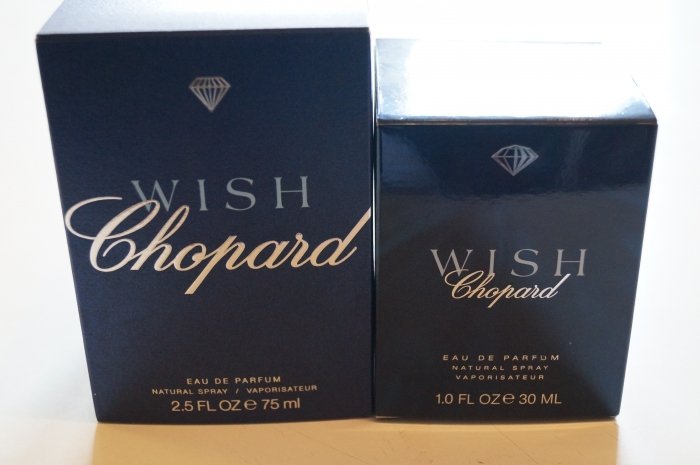 WISH
Chopard
EAU DE PARFUM
NATURAL SPRAY / VAPORISATEUR
2.5 FL OZ ℮ 75 ml
WISH
Chopard
EAU DE PARFUM
NATURAL SPRAY
VAPORISATEUR
1.0 FL OZ ℮ 30 ML